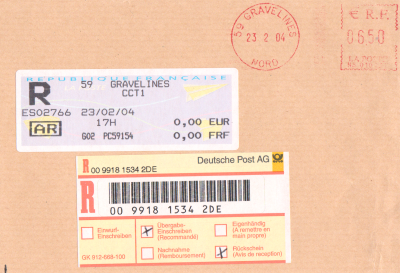 59 GRAVELINES
23 2 04
NORD
€ R.F.
0650
REPUBLIQUE FRANÇAISE
R
59 GRAVELINES
CCT1
ES02766 23/02/04
AR
17H 0,00 EUR
G02 PC59154 0,00 FRF
Deutsche Post AG
R 00 9918 1534 2DE
R
00 9918 1534 2DE
Einwurf-
Einschreiben
X
Übergabe-
Einschreiben
(Recommandé)
Eigenhändig
(A remettre en
main propre)
Nachnahme
(Remboursement)
X
Rückschein
(Avis de réception)
GK 912-668-100